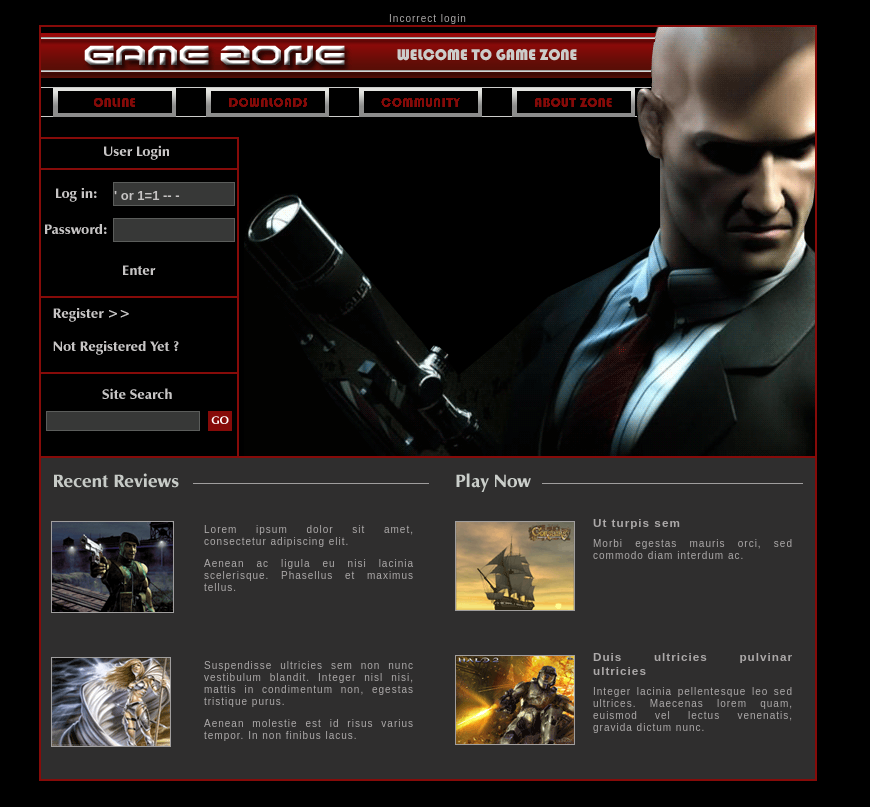 Incorrect login
GAME ZONE
WELCOME TO GAME ZONE
ONLINE
DOWNLONDS
COMMUNITY
ABOUT ZONE
User Login
Log in:
' or 1=1 -- -
Password:
Enter
Register >>
Not Registered Yet ?
Site Search
GO
Recent Reviews
Lorem ipsum dolor sit amet,
consectetur adipiscing elit.
Aenean ac ligula eu nisi lacinia
scelerisque. Phasellus et maximus
tellus.
Suspendisse ultricies sem non nunc
vestibulum blandit. Integer nisl nisi,
mattis in condimentum non, egestas
tristique purus.
Aenean molestie est id risus varius
tempor. In non finibus lacus.
Play Now
Ut turpis sem
Morbi egestas mauris orci, sed
commodo diam interdum ac.
HALO 2
Duis ultricies pulvinar
ultricies
Integer lacinia pellentesque leo sed
ultrices. Maecenas lorem quam,
euismod vel lectus venenatis,
gravida dictum nunc.